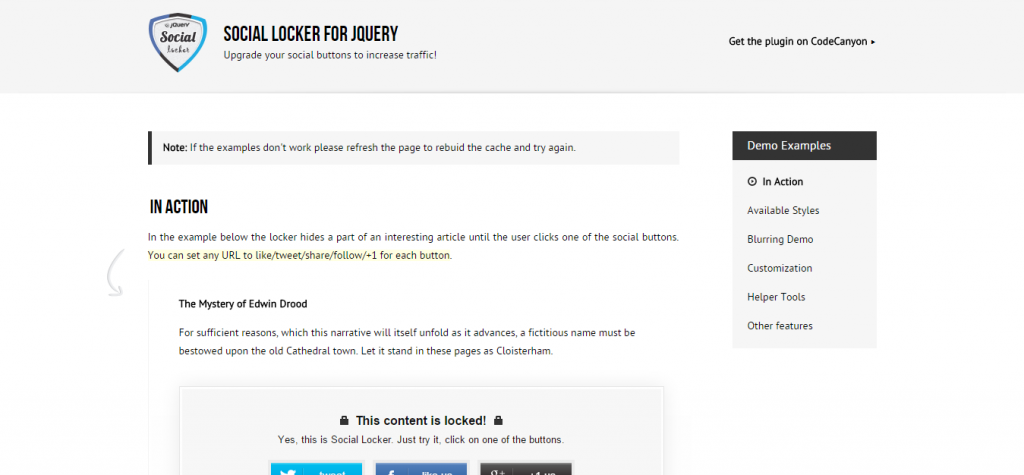 jQuery
Social
locker
SOCIAL LOCKER FOR JQUERY
Upgrade your social buttons to increase traffic!
Get the plugin on CodeCanyon ▸
Note: If the examples don't work please refresh the page to rebuid the cache and try again.
IN ACTION
In the example below the locker hides a part of an interesting article until the user clicks one of the social buttons.
You can set any URL to like/tweet/share/follow/+1 for each button.
The Mystery of Edwin Drood
For sufficient reasons, which this narrative will itself unfold as it advances, a fictitious name must be
bestowed upon the old Cathedral town. Let it stand in these pages as Cloisterham.
This content is locked!
Yes, this is Social Locker. Just try it, click on one of the buttons.
tweet
like us
+1 us
Demo Examples
In Action
Available Styles
Blurring Demo
Customization
Helper Tools
Other features